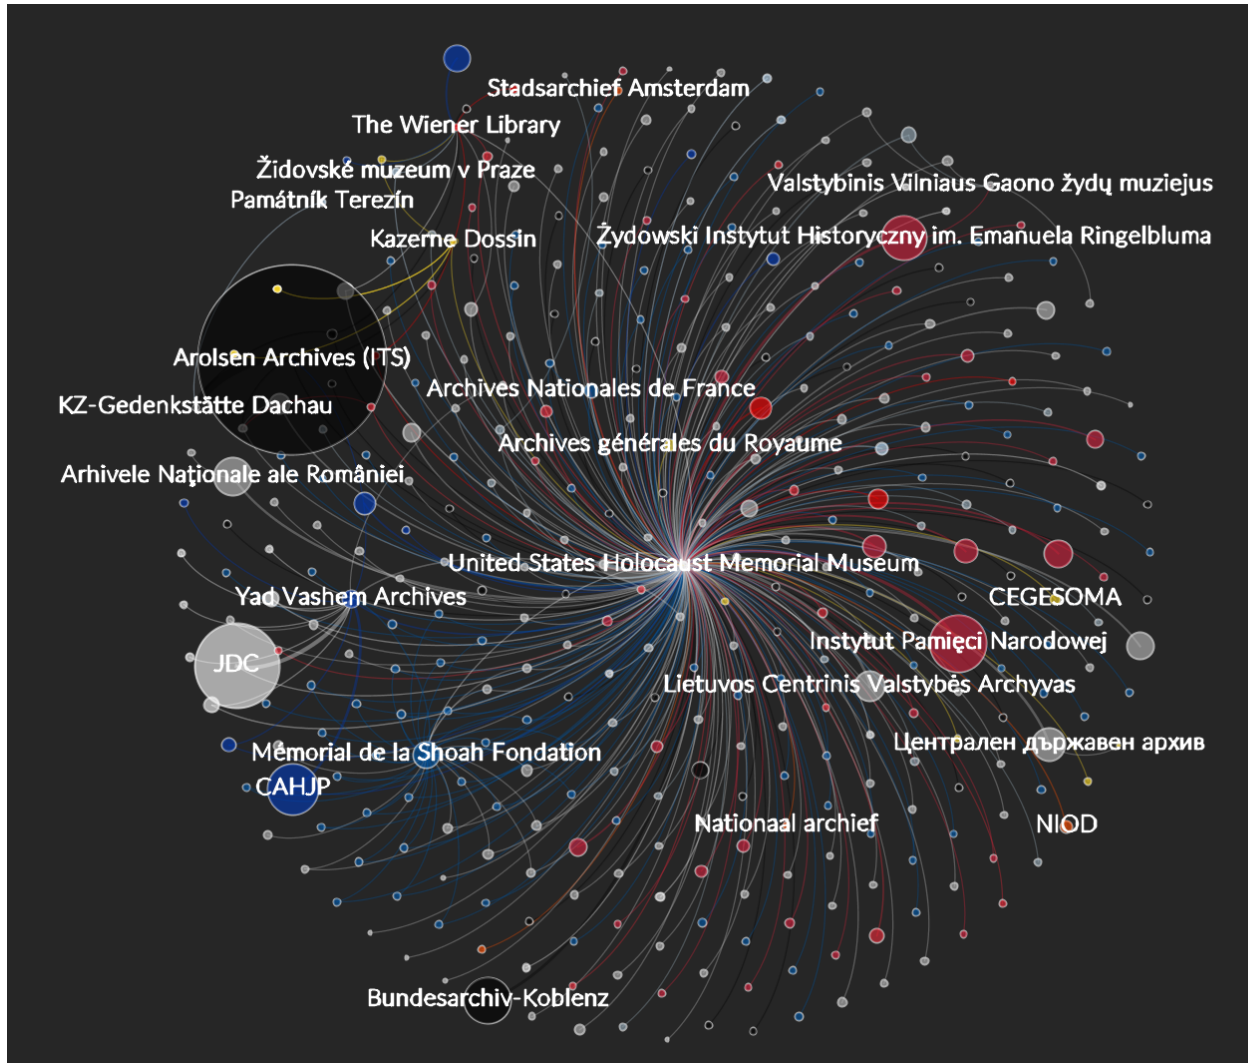 Stadsarchief Amsterdam
The Wiener Library
Židovské muzeum v Praze
Valstybinis Vilniaus Gaono žydų muziejus
Památník Terezín
Kazerne Dossin
Żydowski Instytut Historyczny im. Emanuela Ringelbluma
Arolsen Archives (ITS)
Archives Nationales de France
KZ-Gedenkstätte Dachau
Archives générales du Royaume
Arhivele Naţionale ale României
United States Holocaust Memorial Museum
Yad Vashem Archives
CEGESOMA
Instytut Pamięci Narodowej
JDC
Lietuvos Centrinis Valstybės Archyvas
Централен държавен архив
Mémorial de la Shoah Fondation
CAHJP
Nationaal archief
NIOD
Bundesarchiv-Koblenz